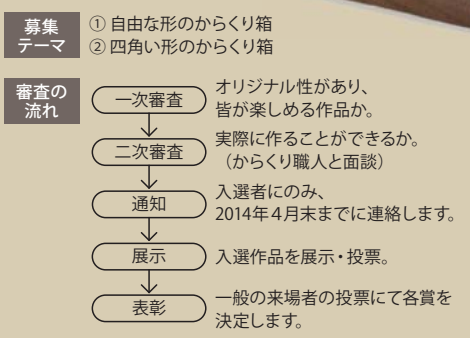 募集
テーマ
① 自由な形のからくり箱
② 四角い形のからくり箱
審査の
流れ
一次審査
オリジナル性があり、
皆が楽しめる作品か。
二次審査
実際に作ることができるか。
（からくり職人と面談）
通知
入選者にのみ、
2014年4月末までに連絡します。
展示
入選作品を展示・投票。
表彰
一般の来場者の投票にて各賞を
決定します。